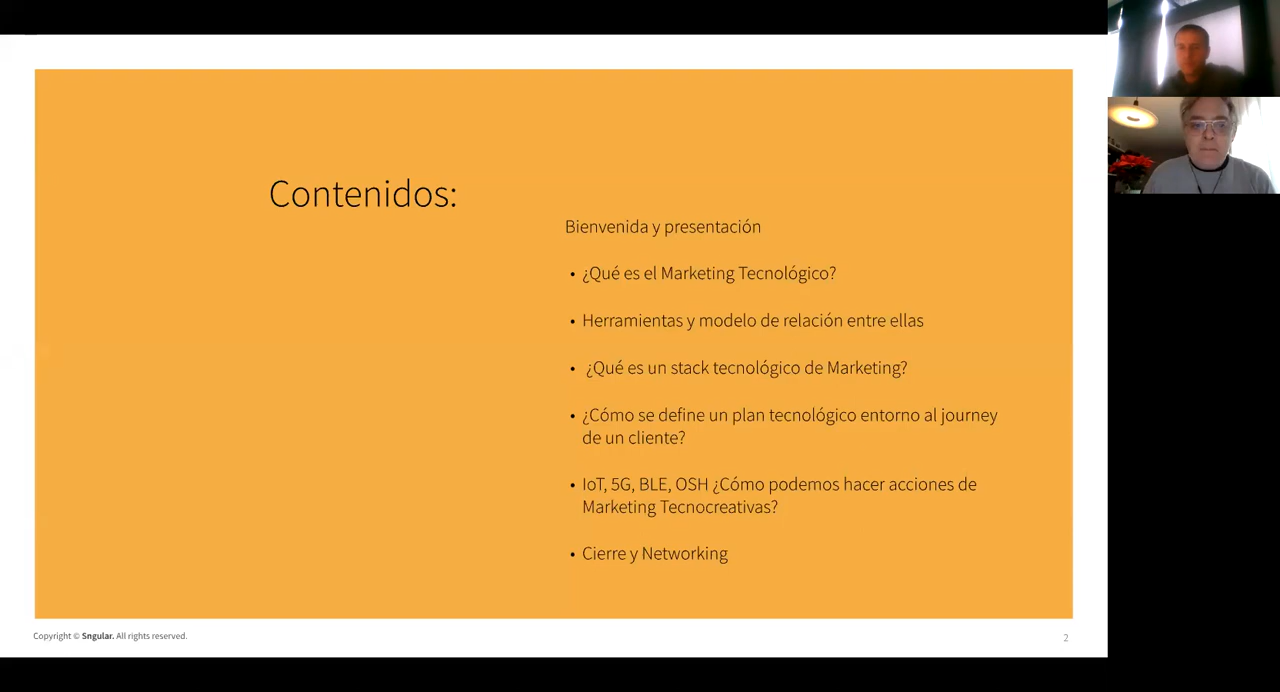 Contenidos:
Bienvenida y presentación
• ¿Qué es el Marketing Tecnológico?
• Herramientas y modelo de relación entre ellas
• ¿Qué es un stack tecnológico de Marketing?
• ¿Cómo se define un plan tecnológico entorno al journey
de un cliente?
• IoT, 5G, BLE, OSH ¿Cómo podemos hacer acciones de
Marketing Tecnocreativas?
• Cierre y Networking
Copyright © Sngular. All rights reserved.
2